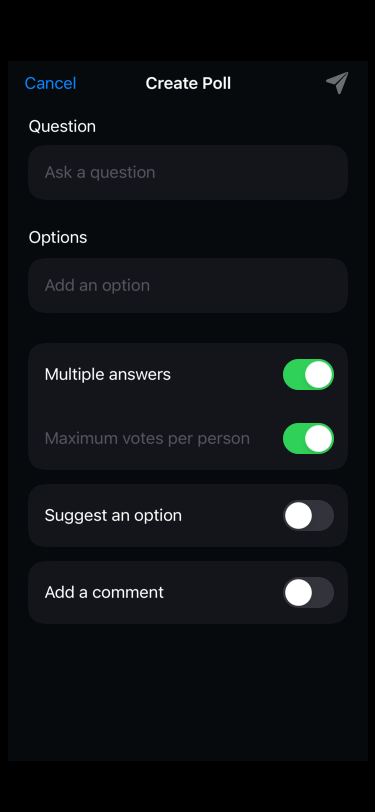 Cancel
Create Poll
Question
Ask a question
Options
Add an option
Multiple answers
Maximum votes per person
Suggest an option
Add a comment